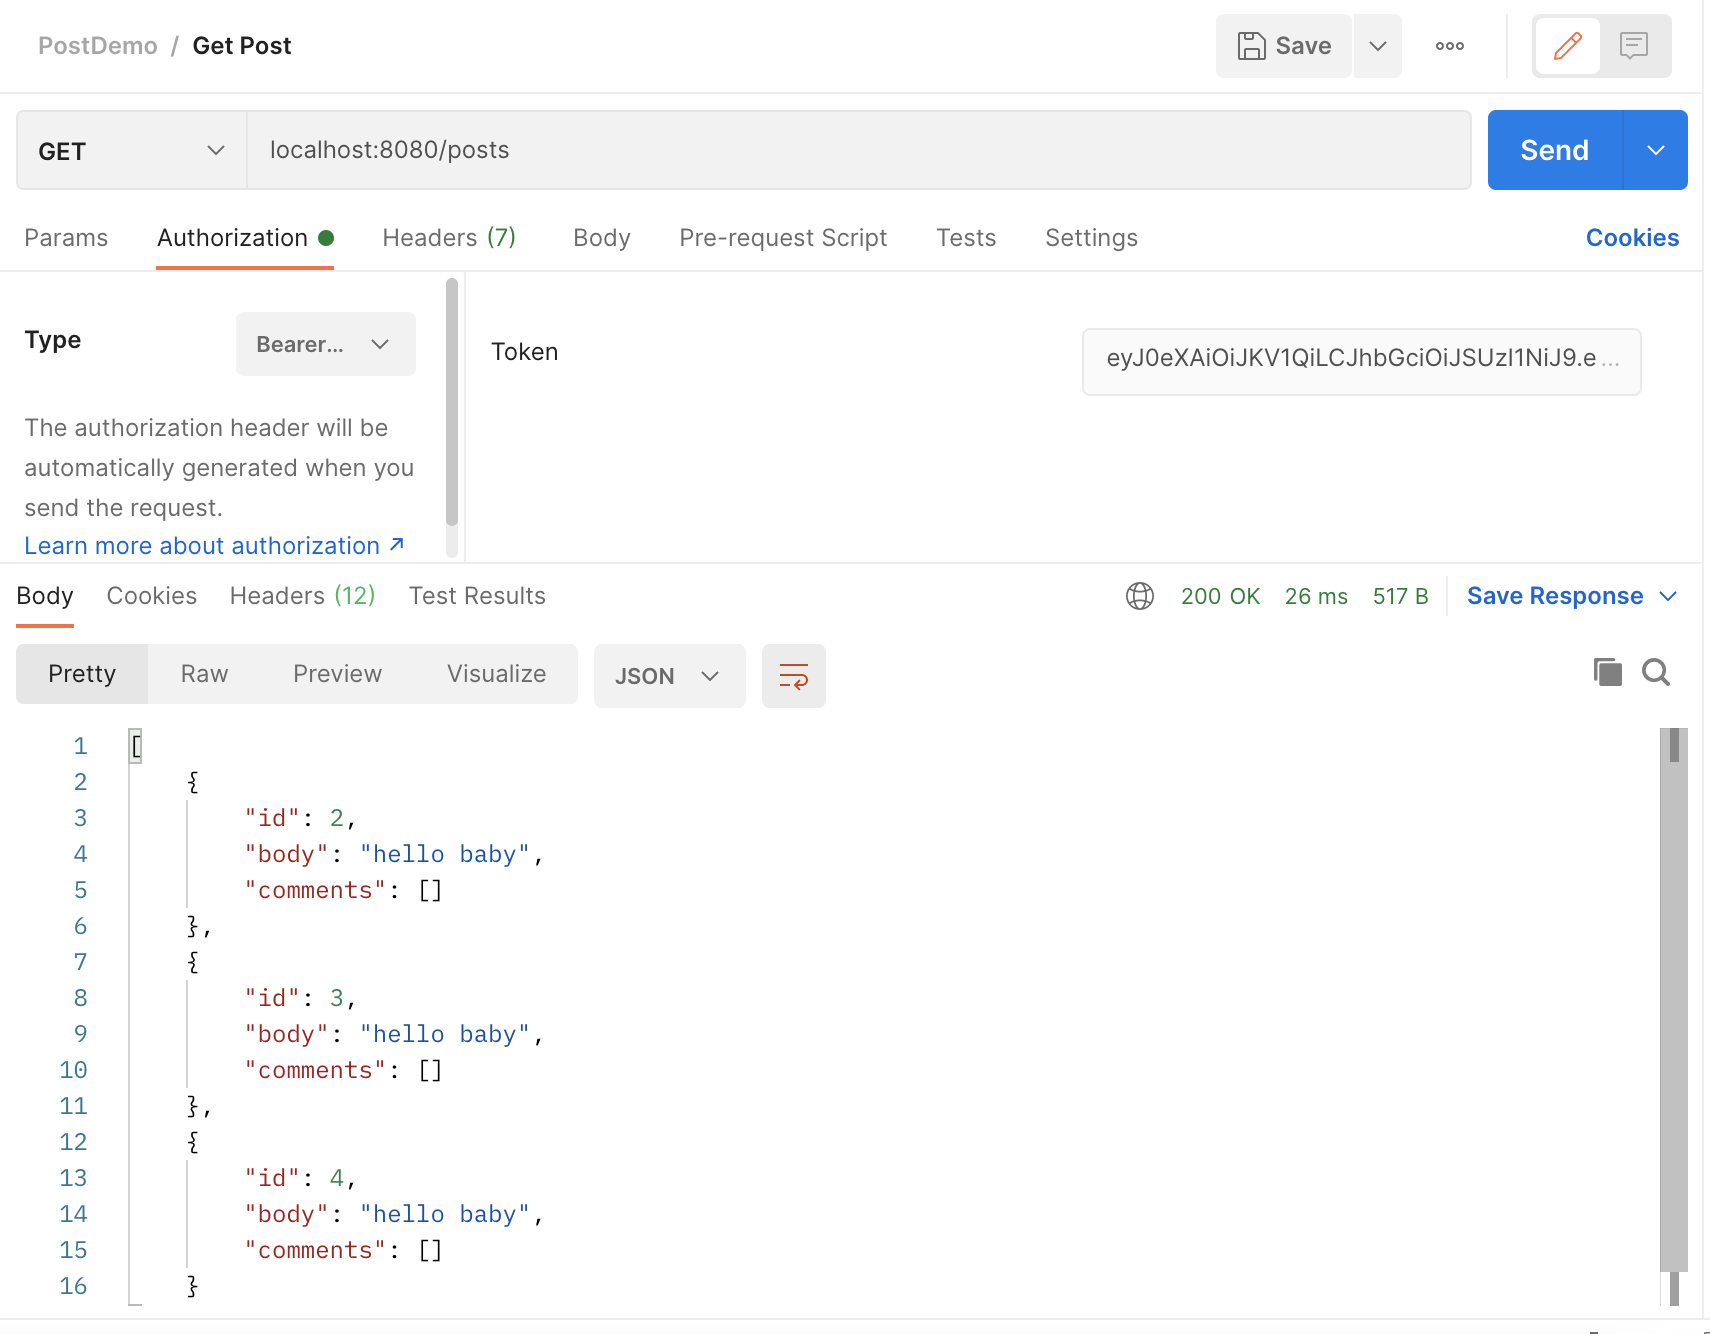 PostDemo / Get Post
Save
GET
localhost:8080/posts
Send
Params
Authorization
Headers (7)
Body
Pre-request Script
Tests
Settings
Cookies
Type
Bearer...
The authorization header will be
automatically generated when you
send the request.
Learn more about authorization ↗
Token
eyJ0eXAiOiJKV1QiLCJhbGciOiJSUzI1NiJ9.e...
Body
Cookies
Headers (12)
Test Results
200 OK
26 ms
517 B
Save Response
Pretty
Raw
Preview
Visualize
JSON
1 [
2 {
3 "id": 2,
4 "body": "hello baby",
5 "comments": []
6 },
7 {
8 "id": 3,
9 "body": "hello baby",
10 "comments": []
11 },
12 {
13 "id": 4,
14 "body": "hello baby",
15 "comments": []
16 }